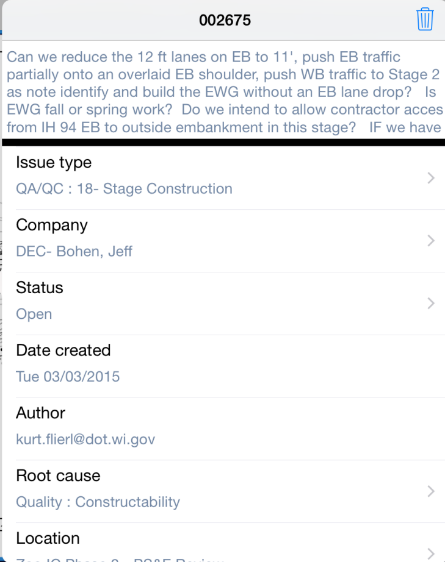 002675
Can we reduce the 12 ft lanes on EB to 11', push EB traffic
partially onto an overlaid EB shoulder, push WB traffic to Stage 2
as note identify and build the EWG without an EB lane drop? Is
EWG fall or spring work? Do we intend to allow contractor acces
from IH 94 EB to outside embankment in this stage? IF we have
Issue type
QA/QC : 18- Stage Construction
Company
DEC- Bohen, Jeff
Status
Open
Date created
Tue 03/03/2015
Author
kurt.flierl@dot.wi.gov
Root cause
Quality : Constructability
Location